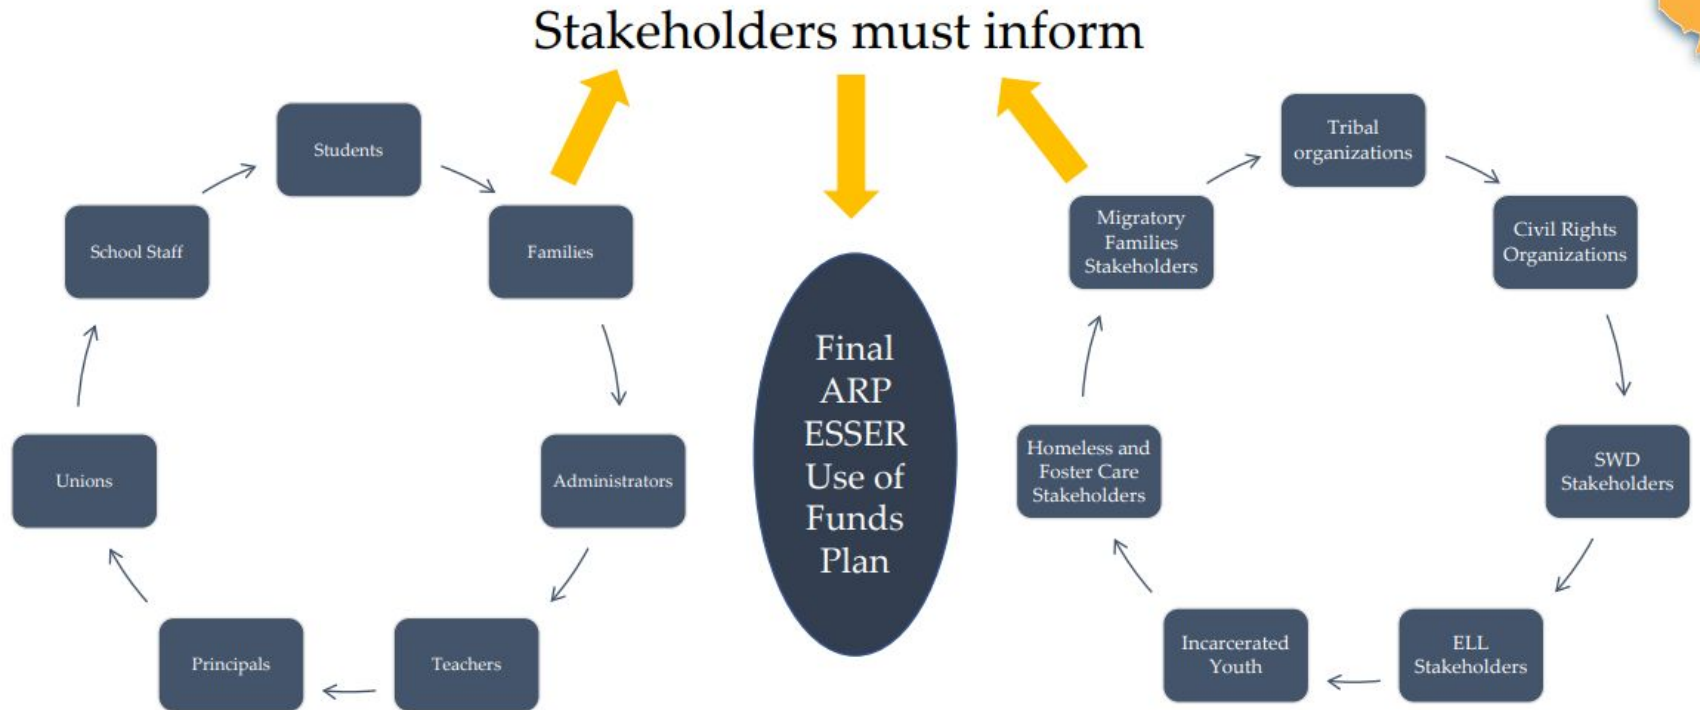 Stakeholders must inform
Students
Families
Administrators
Teachers
Principals
Unions
School Staff
Final
ARP
ESSER
Use of
Funds
Plan
Tribal
organizations
Civil Rights
Organizations
SWD
Stakeholders
ELL
Stakeholders
Incarcerated
Youth
Homeless and
Foster Care
Stakeholders
Migratory
Families
Stakeholders